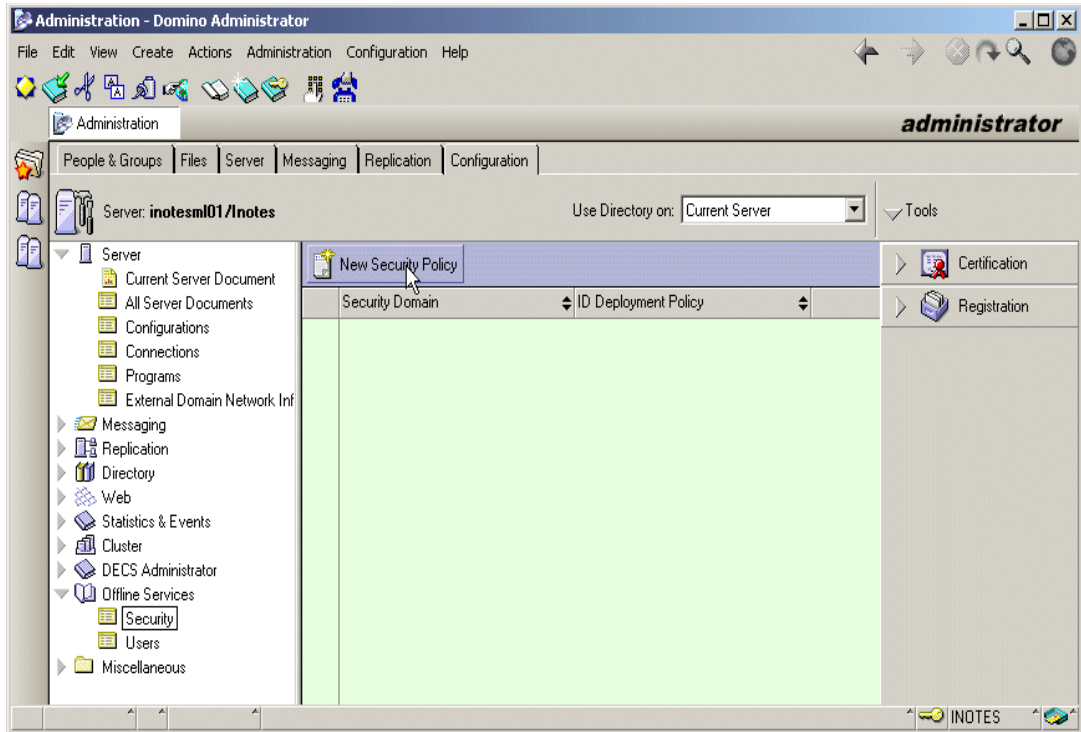 Administration - Domino Administrator
File Edit View Create Actions Administration Configuration Help
Administration
administrator
People & Groups Files Server Messaging Replication Configuration
Server: inotesml01/Inotes
Use Directory on: Current Server
Tools
Server
Current Server Document
All Server Documents
Configurations
Connections
Programs
External Domain Network Inf
Messaging
Replication
Directory
Web
Statistics & Events
Cluster
DECS Administrator
Offline Services
Security
Users
Miscellaneous
New Security Policy
Security Domain ID Deployment Policy
Certification
Registration
INOTES